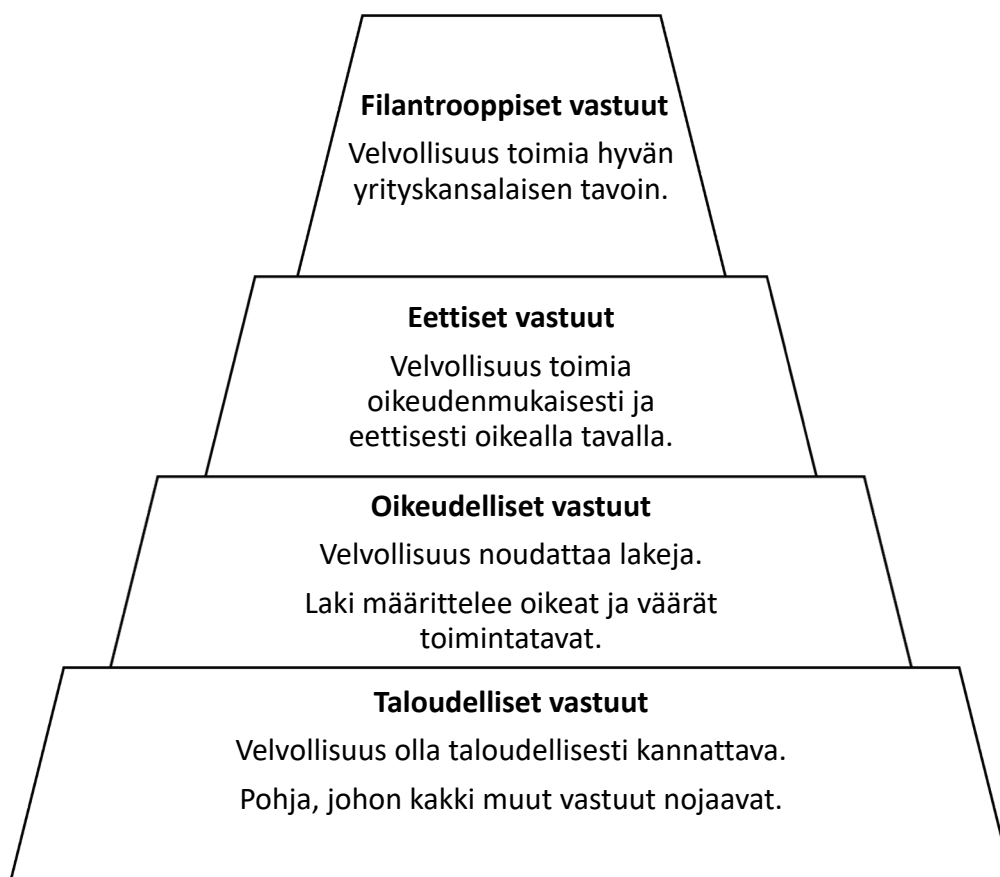 Filantrooppiset vastuut
Velvollisuus toimia hyvän
yrityskansalaisen tavoin.
Eettiset vastuut
Velvollisuus toimia
oikeudenmukaisesti ja
eettisesti oikealla tavalla.
Oikeudelliset vastuut
Velvollisuus noudattaa lakeja.
Laki määrittelee oikeat ja väärät
toimintatavat.
Taloudelliset vastuut
Velvollisuus olla taloudellisesti kannattava.
Pohja, johon kakki muut vastuut nojaavat.